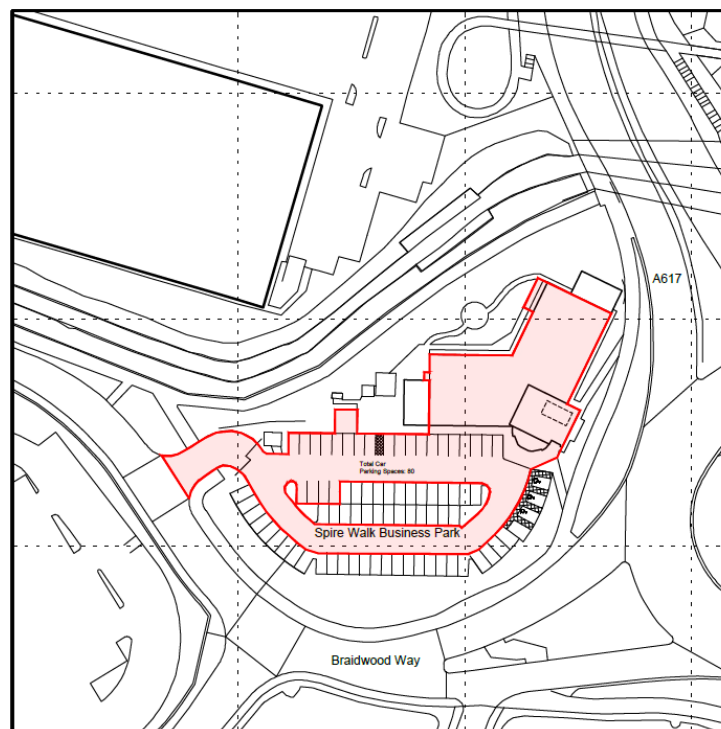 A617
Total Car
Parking Spaces: 80
Spire Walk Business Park
Braidwood Way